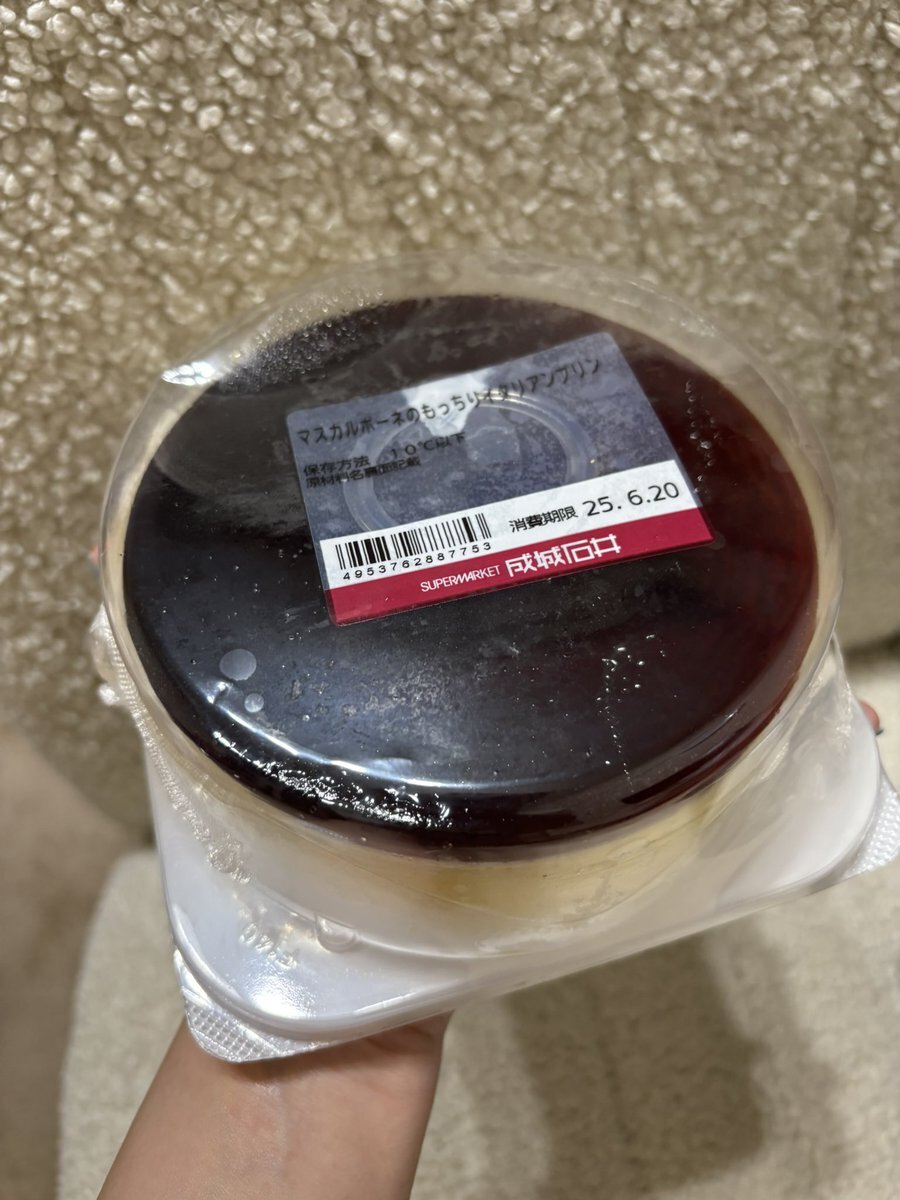 マスカルポーネのもっちりイタリアンプリン
保存方法 10℃以下
原材料名裏面記載
消費期限 25.6.20
4953762887753
SUPERMARKET 成城石井